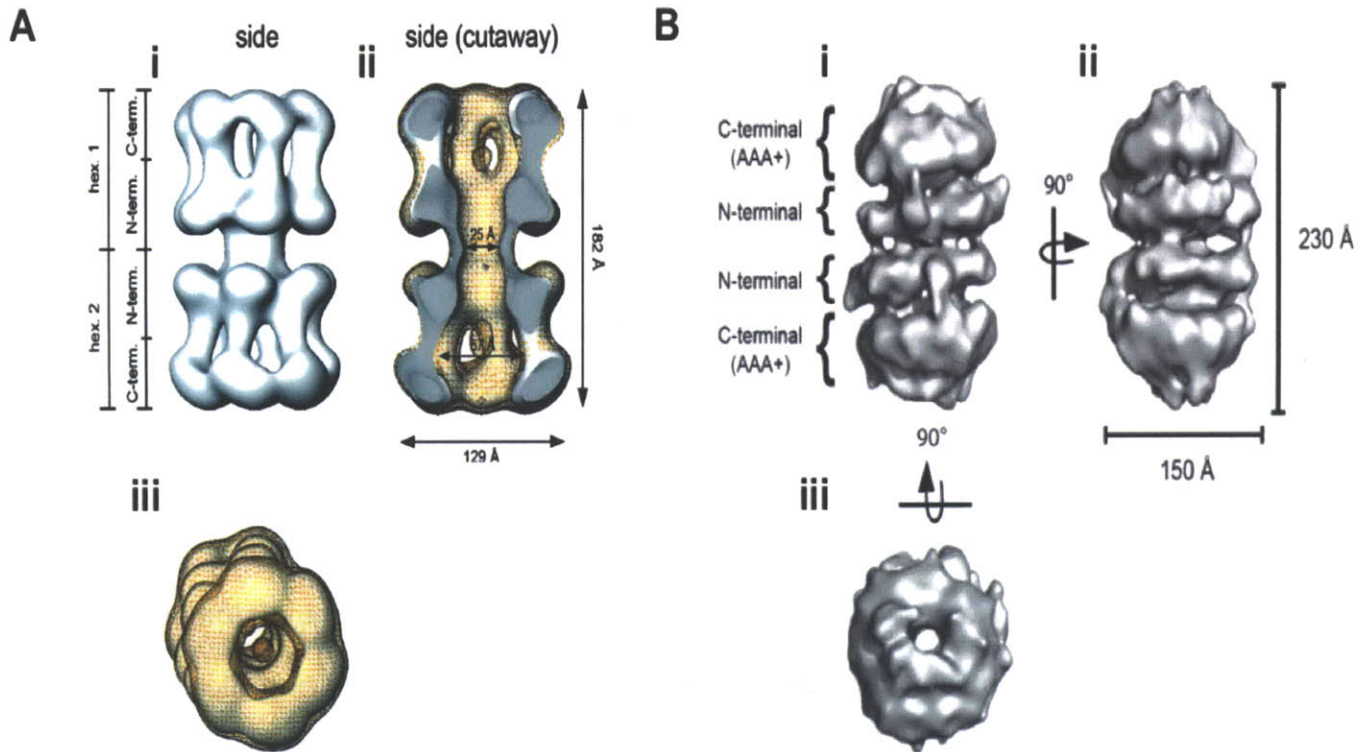 A
i
side
ii
side (cutaway)
hex. 1
C-term.
N-term.
hex. 2
N-term.
C-term.
25 Å
182 Å
129 Å
iii
B
i
ii
C-terminal
(AAA+)
N-terminal
N-terminal
C-terminal
(AAA+)
90°
230 Å
150 Å
90°
iii